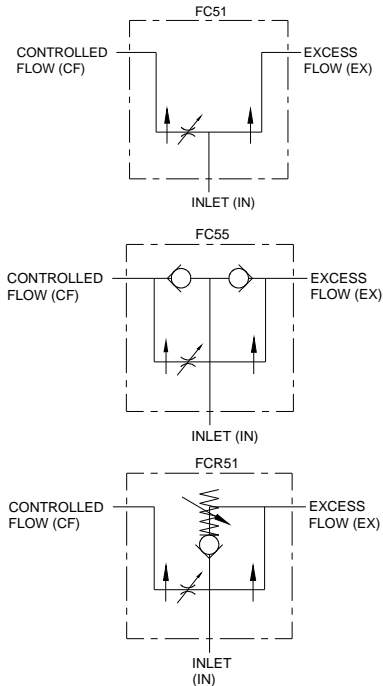 FC51
CONTROLLED
FLOW (CF)
EXCESS
FLOW (EX)
INLET (IN)
FC55
CONTROLLED
FLOW (CF)
EXCESS
FLOW (EX)
INLET (IN)
FCR51
CONTROLLED
FLOW (CF)
EXCESS
FLOW (EX)
INLET
(IN)